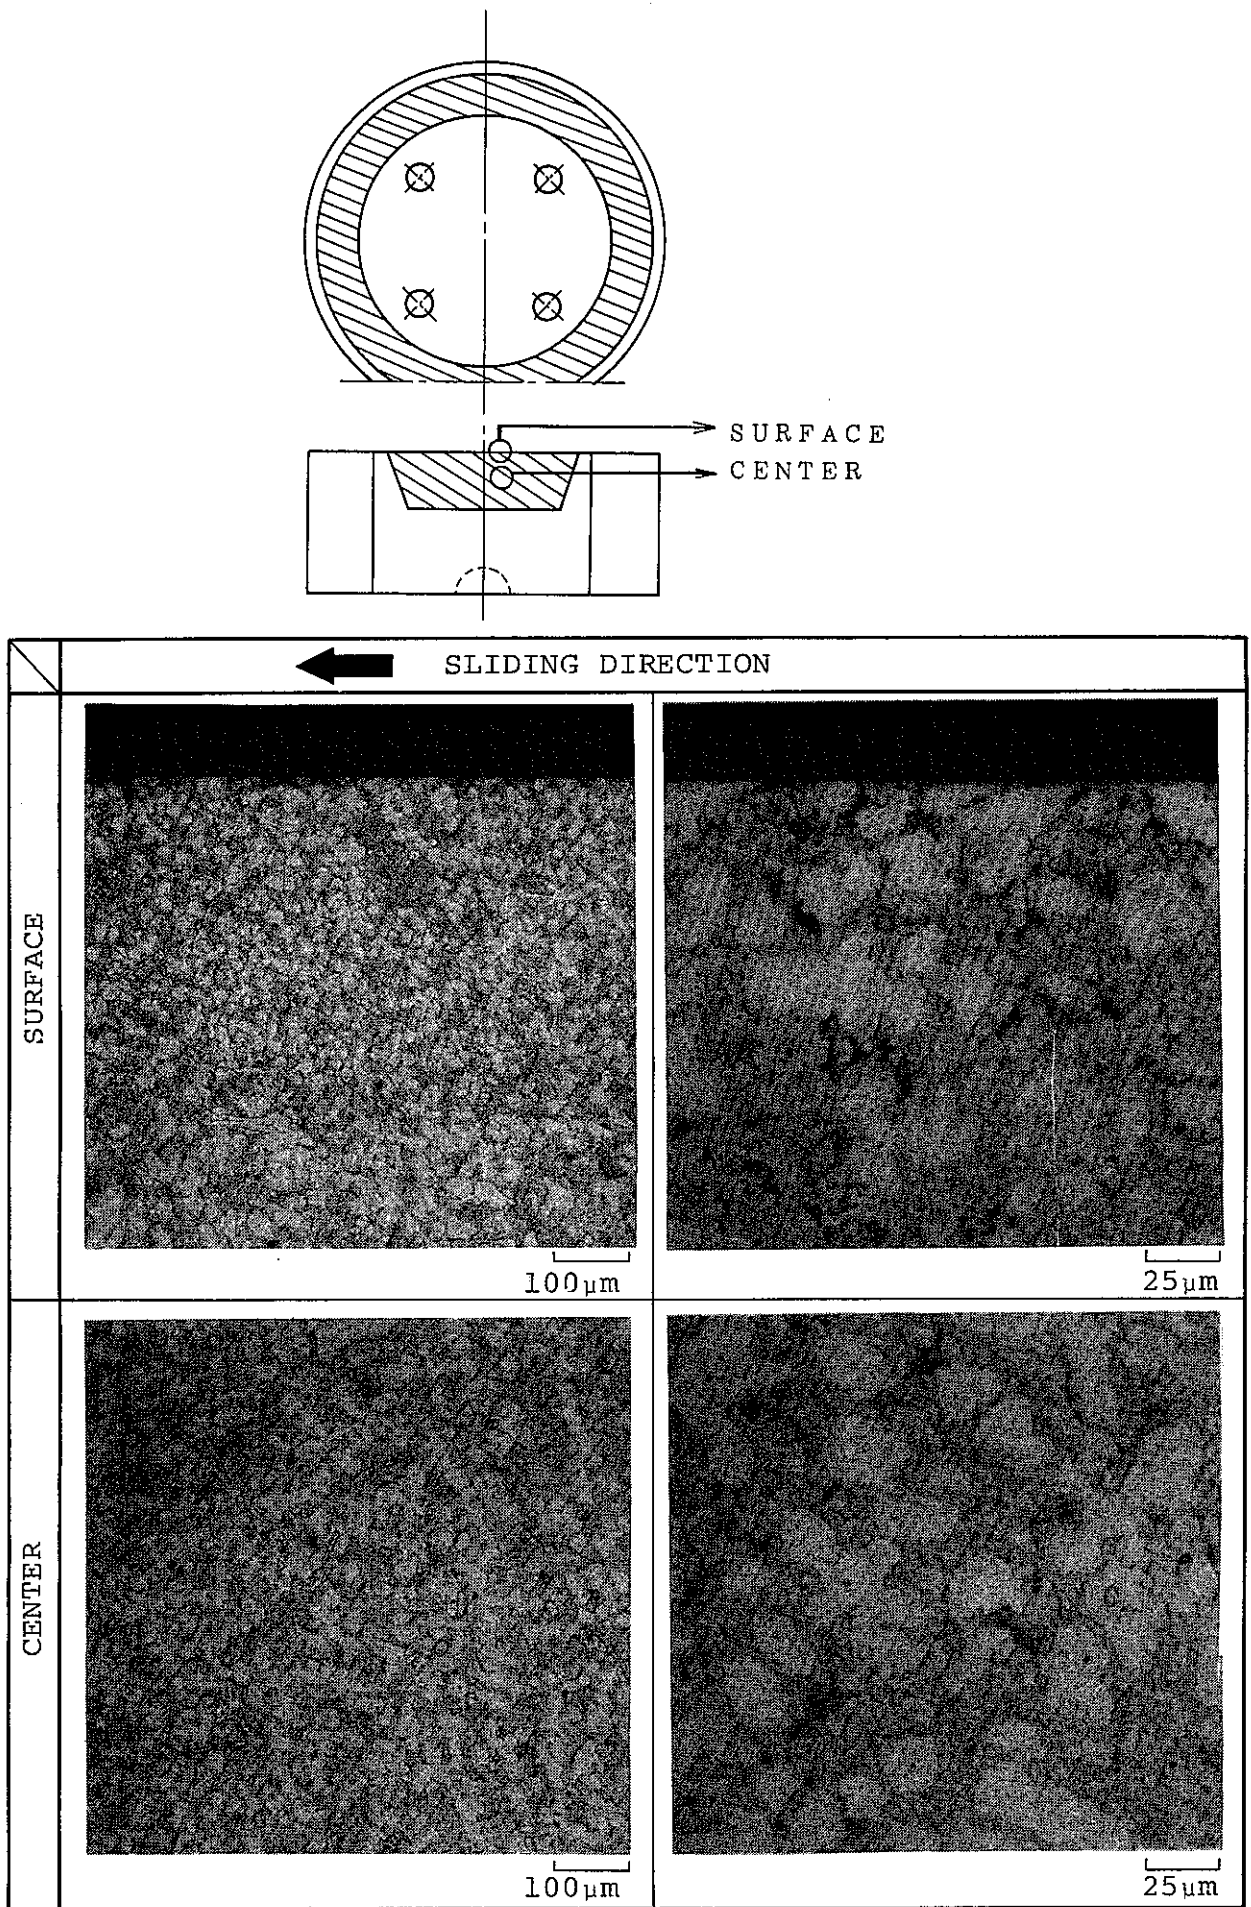 SURFACE
CENTER
SLIDING DIRECTION
SURFACE
100μm
25μm
CENTER
100μm
25μm